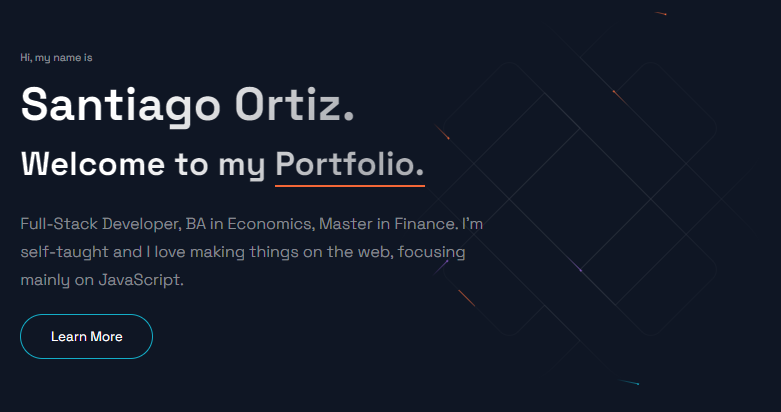 Hi, my name is
Santiago Ortiz.
Welcome to my Portfolio.
Full-Stack Developer, BA in Economics, Master in Finance. I'm
self-taught and I love making things on the web, focusing
mainly on JavaScript.
Learn More